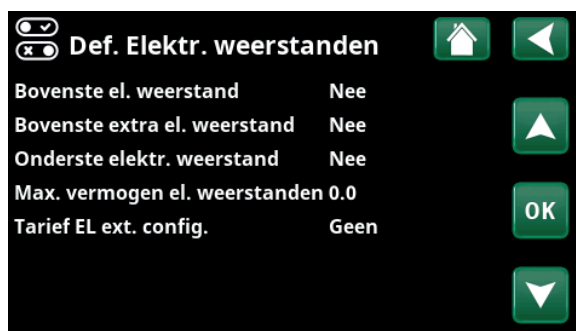 Def. Elektr. weerstanden
Bovenste el. weerstand Nee
Bovenste extra el. weerstand Nee
Onderste elektr. weerstand Nee
Max. vermogen el. weerstanden 0.0
Tarief EL ext. config. Geen
OK